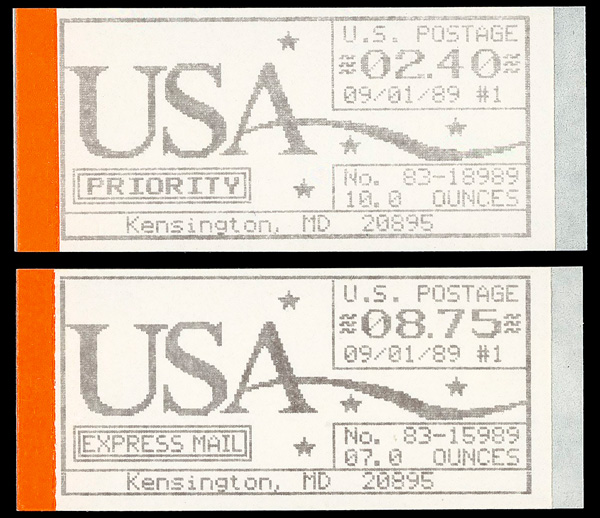 U.S. POSTAGE
02.40
09/01/89 #1
USA
PRIORITY
No. 83-18989
10.0 OUNCES
Kensington, MD 20895
U.S. POSTAGE
08.75
09/01/89 #1
USA
EXPRESS MAIL
No. 83-15989
07.0 OUNCES
Kensington, MD 20895